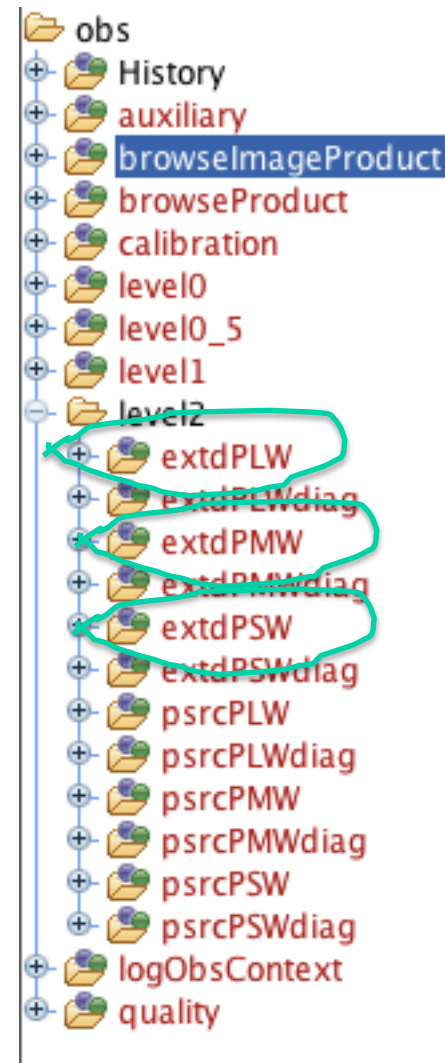 obs
History
auxiliary
browseImageProduct
browseProduct
calibration
level0
level0_5
level1
level2
extdPLW
extdPLWdiag
extdPMW
extdPMWdiag
extdPSW
extdPSWdiag
psrcPLW
psrcPLWdiag
psrcPMW
psrcPMWdiag
psrcPSW
psrcPSWdiag
logObsContext
quality